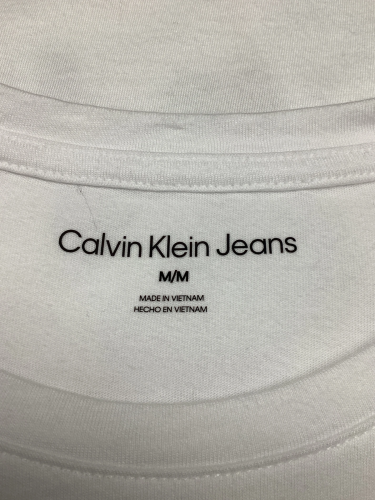 Calvin Klein Jeans
M/M
MADE IN VIETNAM
HECHO EN VIETNAM